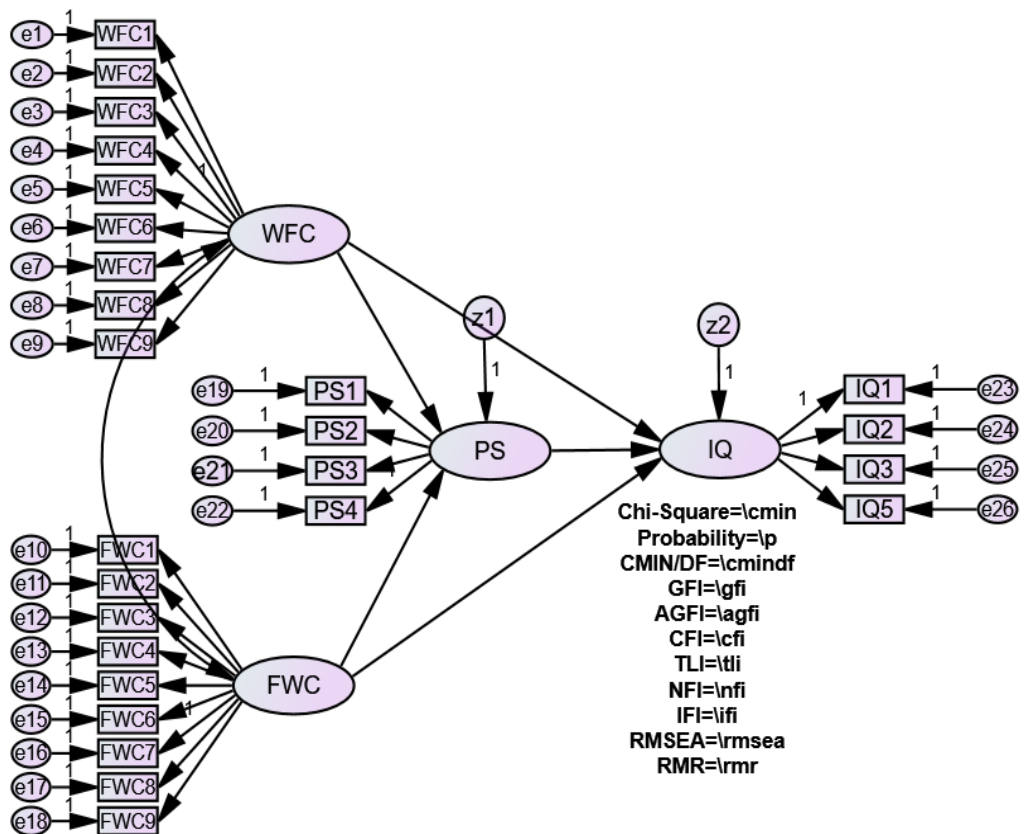 e1 1 WFC1
e2 1 WFC2
e3 1 WFC3
e4 1 WFC4
1
e5 1 WFC5
e6 1 WFC6
WFC
e7 1 WFC7
e8 1 WFC8
e9 1 WFC9
z1
1
z2
1
e19 1 PS1
e20 1 PS2
e21 1 PS3
1
e22 1 PS4
PS
IQ
1
IQ1 1 e23
IQ2 1 e24
IQ3 1 e25
IQ5 1 e26
Chi-Square=\cmin
Probability=\p
CMIN/DF=\cmindf
GFI=\gfi
AGFI=\agfi
CFI=\cfi
TLI=\tli
NFI=\nfi
IFI=\ifi
RMSEA=\rmsea
RMR=\rmr
e10 1 FWC1
e11 1 FWC2
e12 1 FWC3
e13 1 FWC4
e14 1 FWC5
FWC
e15 1 FWC6
1
e16 1 FWC7
e17 1 FWC8
e18 1 FWC9